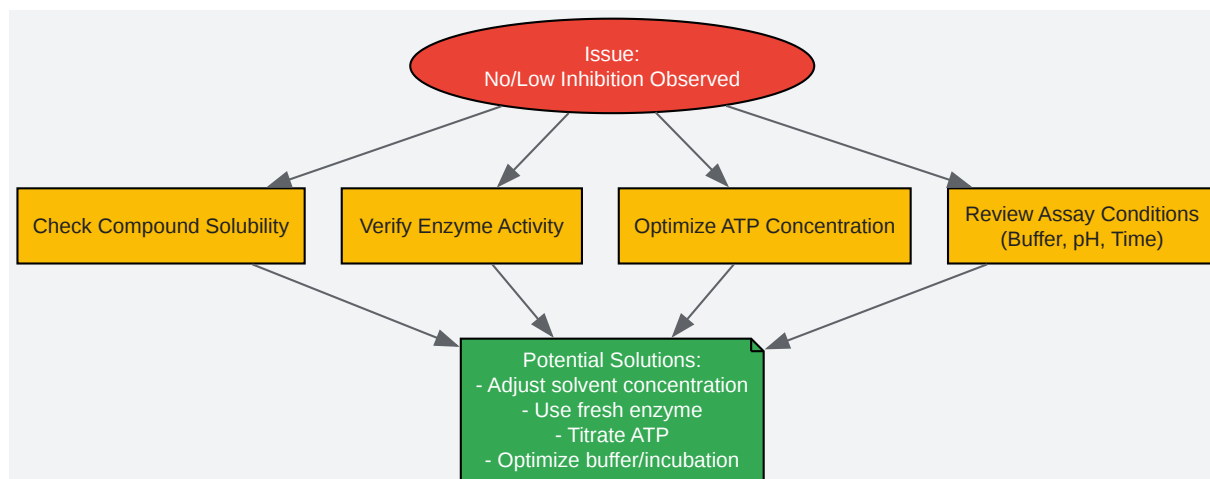 Issue:
No/Low Inhibition Observed
Check Compound Solubility
Verify Enzyme Activity
Optimize ATP Concentration
Review Assay Conditions
(Buffer, pH, Time)
Potential Solutions:
- Adjust solvent concentration
- Use fresh enzyme
- Titrate ATP
- Optimize buffer/incubation